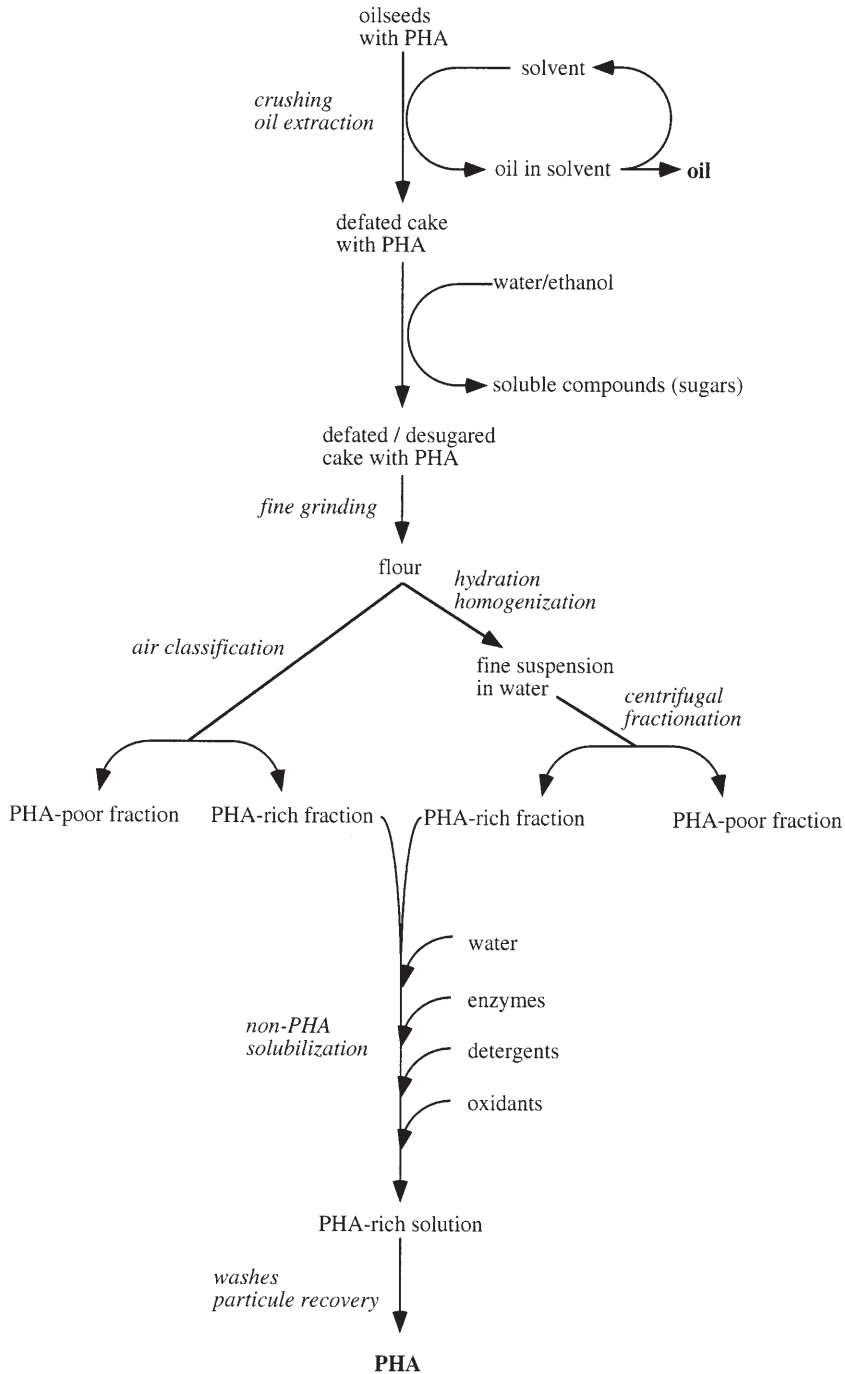 oilseeds
with PHA
solvent
crushing
oil extraction
oil in solvent
oil
defated cake
with PHA
water/ethanol
soluble compounds (sugars)
defated / desugared
cake with PHA
fine grinding
flour
hydration
homogenization
air classification
fine suspension
in water
centrifugal
fractionation
PHA-poor fraction
PHA-rich fraction
PHA-rich fraction
PHA-poor fraction
water
enzymes
non-PHA
solubilization
detergents
oxidants
PHA-rich solution
washes
particule recovery
PHA